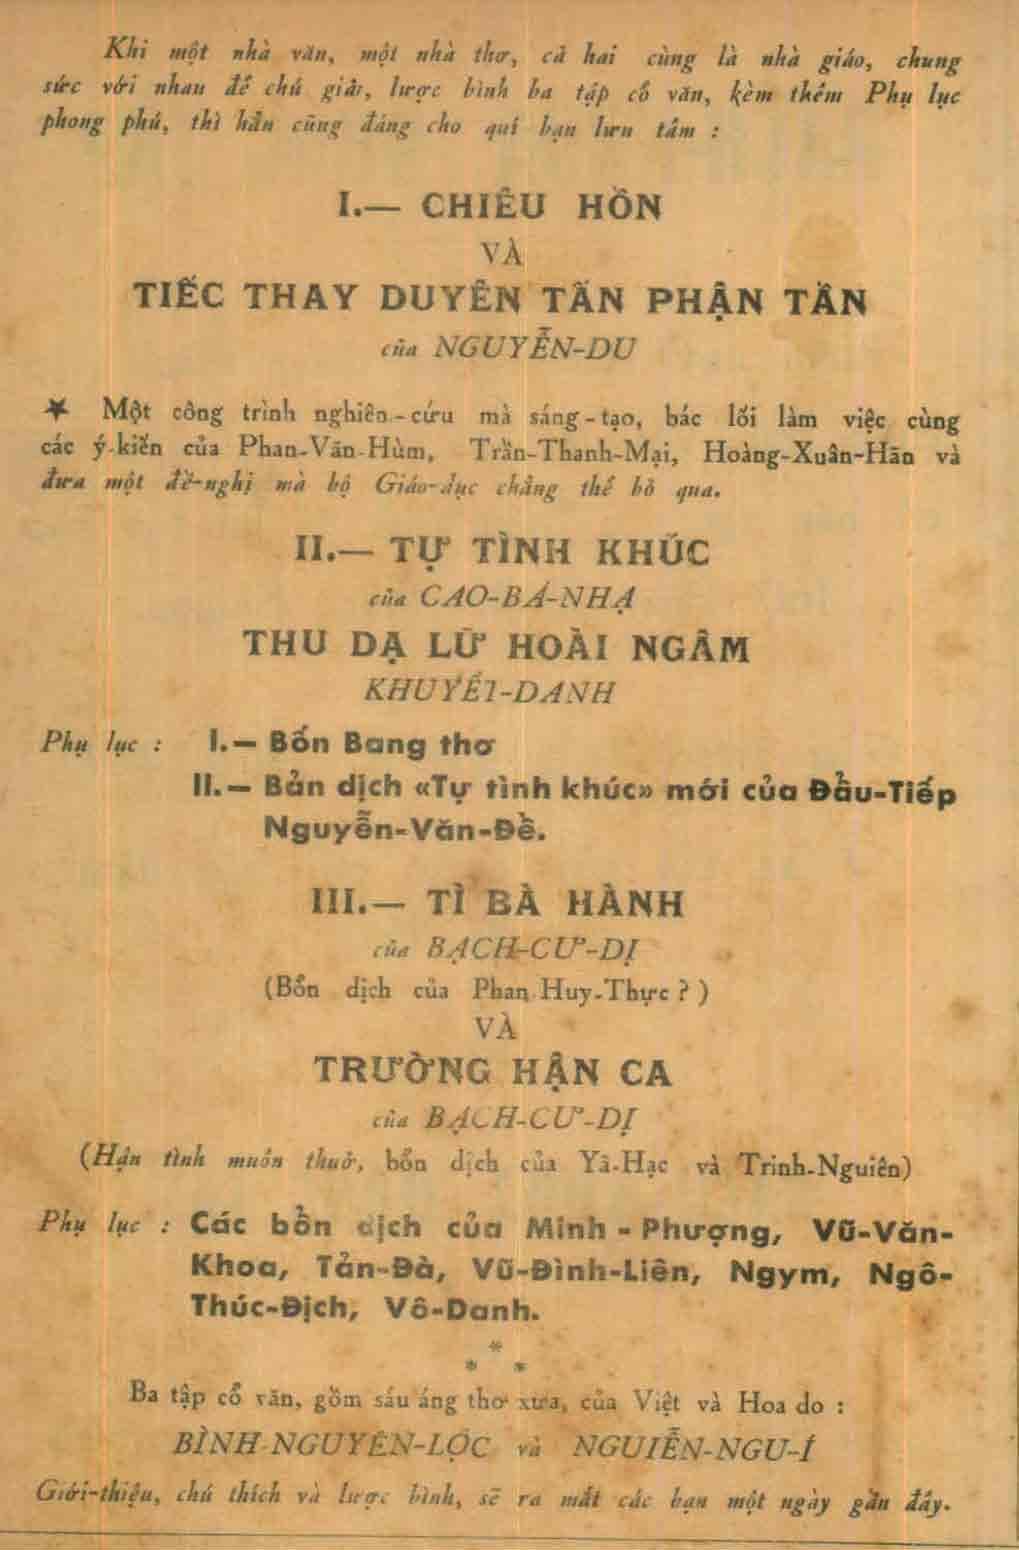 Khi một nhà văn, một nhà thơ, cả hai cùng là nhà giáo, chung
sức với nhau để chú giải, lược bình ba tập cổ văn, kèm thêm Phụ lục
phong phú, thì hẳn cũng đáng cho quí bạn lưu tâm :
I.— CHIÊU HỒN
VÀ
TIẾC THAY DUYÊN TẤN PHẬN TẦN
của NGUYỄN-DU
★ Một công trình nghiên-cứu mà sáng-tạo, bác lối làm việc cùng
các ý-kiến của Phan-Văn-Hùm, Trần-Thanh-Mại, Hoàng-Xuân-Hãn và
đưa một đề-nghị mà bộ Giáo-dục chẳng thể bỏ qua.
II.— TỰ TÌNH KHÚC
của CAO-BÁ-NHẠ
THU DẠ LỮ HOÀI NGÂM
KHUYẾT-DANH
Phụ lục : I.— Bốn Bang thơ
II.— Bản dịch «Tự tình khúc» mới của Đẩu-Tiếp
Nguyễn-Văn-Đề.
III.— TÌ BÀ HÀNH
của BẠCH-CƯ-DỊ
(Bổn dịch của Phan Huy-Thực ? )
VÀ
TRƯỜNG HẬN CA
của BẠCH-CƯ-DỊ
(Hận tình muôn thuở, bổn dịch của Yã-Hạc và Trinh-Nguiên)
Phụ lục : Các bổn dịch của Minh - Phượng, Vũ-Văn-
Khoa, Tản-Đà, Vũ-Đình-Liên, Ngym, Ngô-
Thúc-Địch, Vô-Danh.
*
* *
Ba tập cổ văn, gồm sáu áng thơ xưa, của Việt và Hoa do :
BÌNH-NGUYÊN-LỘC và NGUIỄN-NGU-Í
Giới-thiệu, chú thích và lược bình, sẽ ra mắt các bạn một ngày gần đây.